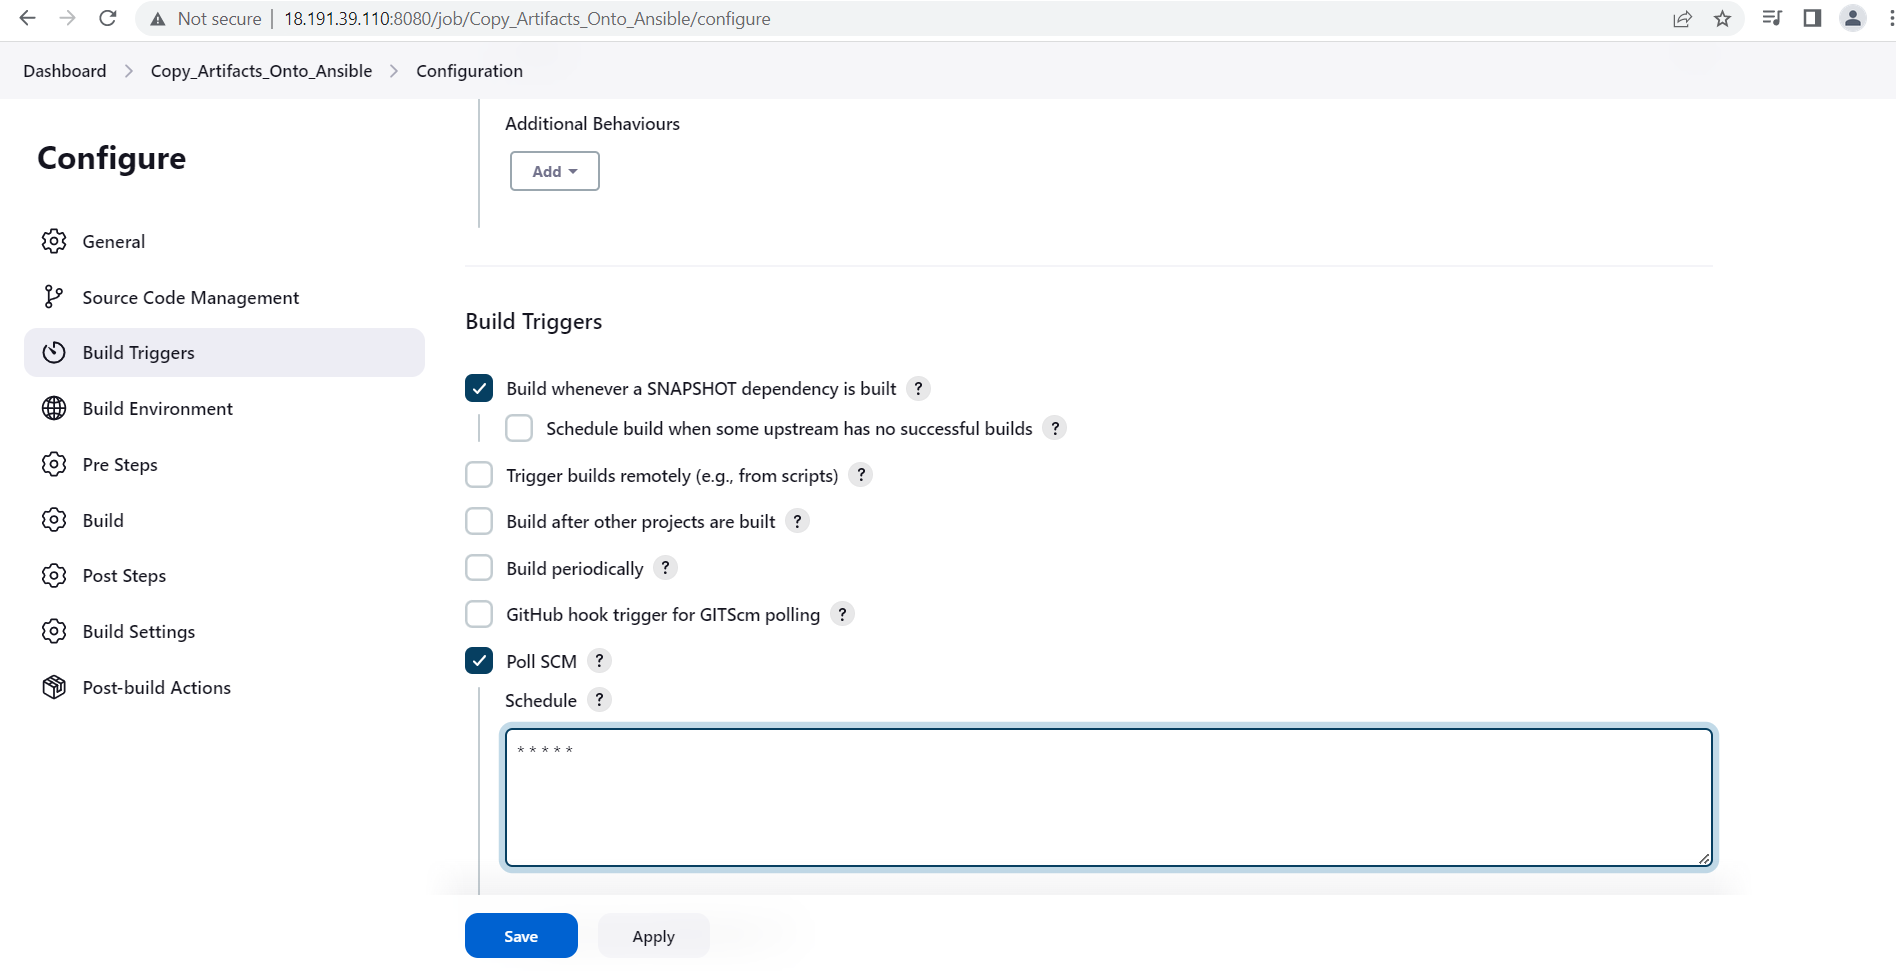 Not secure | 18.191.39.110:8080/job/Copy_Artifacts_Onto_Ansible/configure
Dashboard > Copy_Artifacts_Onto_Ansible > Configuration
Configure
General
Source Code Management
Build Triggers
Build Environment
Pre Steps
Build
Post Steps
Build Settings
Post-build Actions
Additional Behaviours
Add
Build Triggers
Build whenever a SNAPSHOT dependency is built ?
Schedule build when some upstream has no successful builds ?
Trigger builds remotely (e.g., from scripts) ?
Build after other projects are built ?
Build periodically ?
GitHub hook trigger for GITScm polling ?
Poll SCM ?
Schedule ?
* * * * *
Save Apply